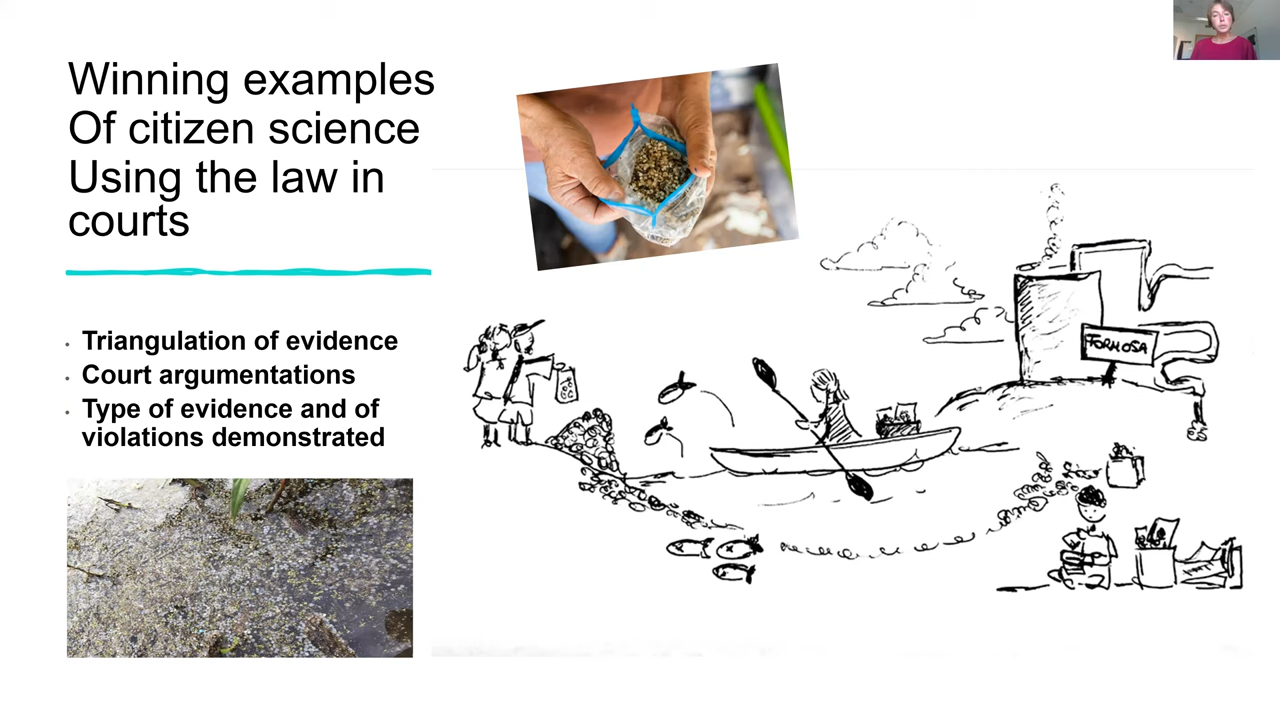 Winning examples
Of citizen science
Using the law in
courts
• Triangulation of evidence
• Court argumentations
• Type of evidence and of
violations demonstrated
FORMOSA